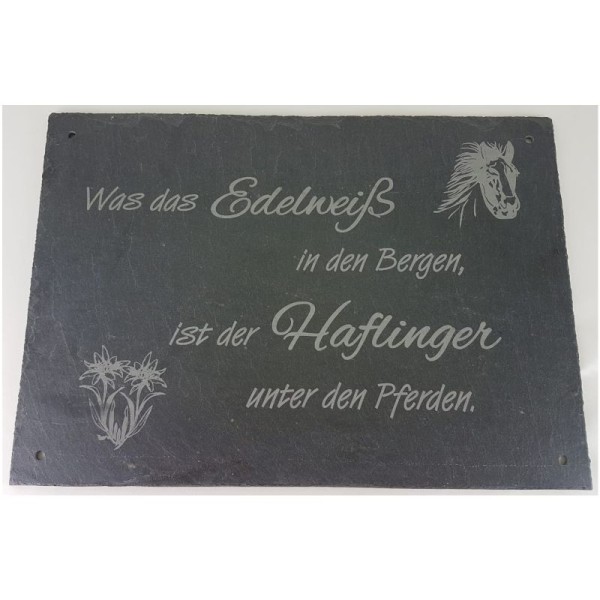 Was das Edelweiß
in den Bergen,
ist der Haflinger
unter den Pferden.